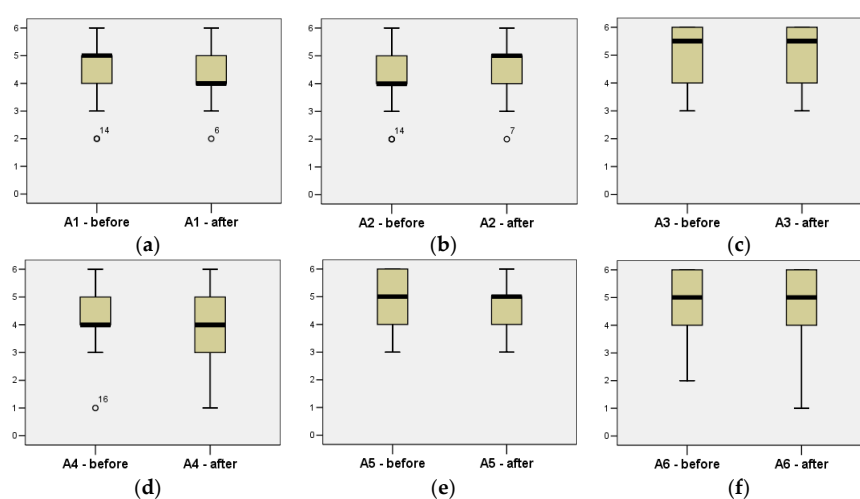 6 6 6
5 5 5
4 4 4
3 3 3
2 14 6 2 14 7 2
1 1 1
0 0 0
A1 - before A1 - after A2 - before A2 - after A3 - before A3 - after
(a) (b) (c)
6 6 6
5 5 5
4 4 4
3 3 3
2 2 2
1 16 1 1
0 0 0
A4 - before A4 - after A5 - before A5 - after A6 - before A6 - after
(d) (e) (f)